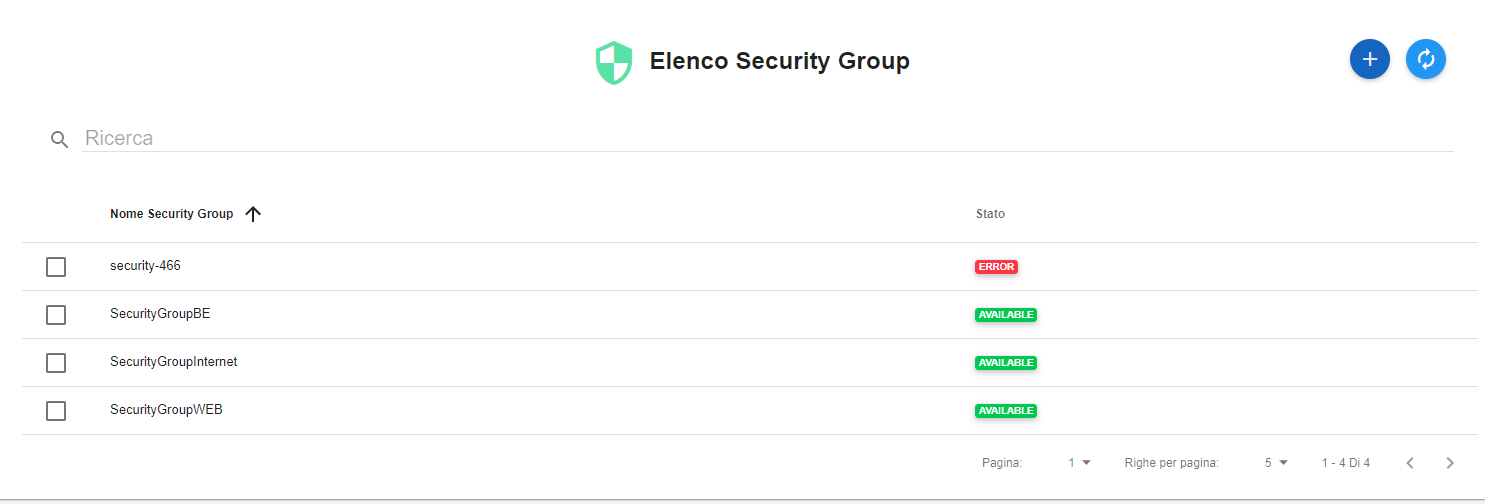 Elenco Security Group
Ricerca
Nome Security Group Stato
security-466 ERROR
SecurityGroupBE AVAILABLE
SecurityGroupInternet AVAILABLE
SecurityGroupWEB AVAILABLE
Pagina: 1 Righe per pagina: 5 1 - 4 Di 4